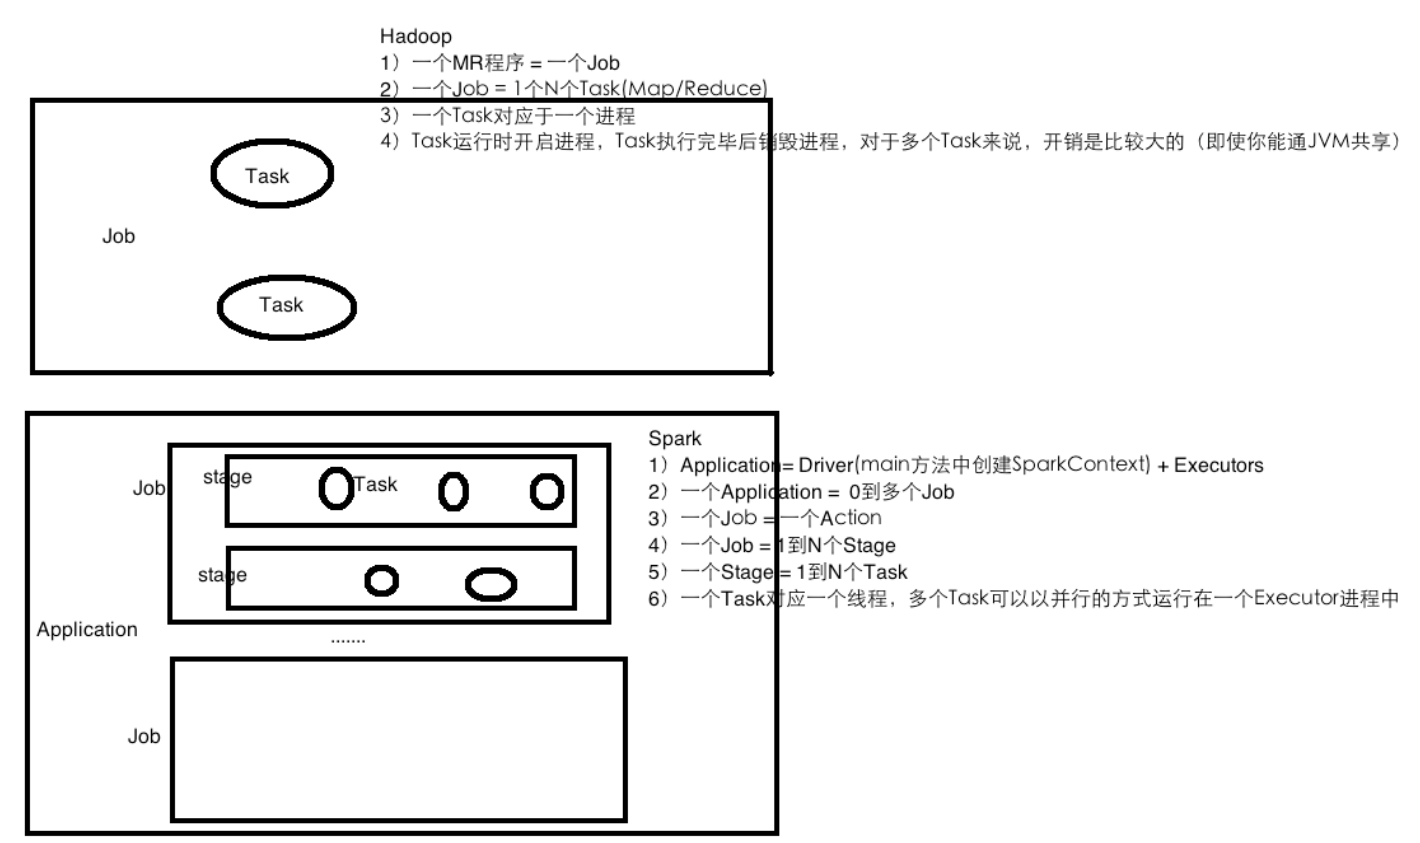 Hadoop
1）一个MR程序 = 一个Job
2）一个Job = 1个N个Task(Map/Reduce)
3）一个Task对应于一个进程
4）Task运行时开启进程，Task执行完毕后销毁进程，对于多个Task来说，开销是比较大的（即使你能通JVM共享）
Task
Job
Task
Spark
1）Application= Driver(main方法中创建SparkContext) + Executors
2）一个Application = 0到多个Job
3）一个Job = 一个Action
4）一个Job = 1到N个Stage
5）一个Stage = 1到N个Task
6）一个Task对应一个线程，多个Task可以以并行的方式运行在一个Executor进程中
stage
Task
Job
stage
Application
.......
Job